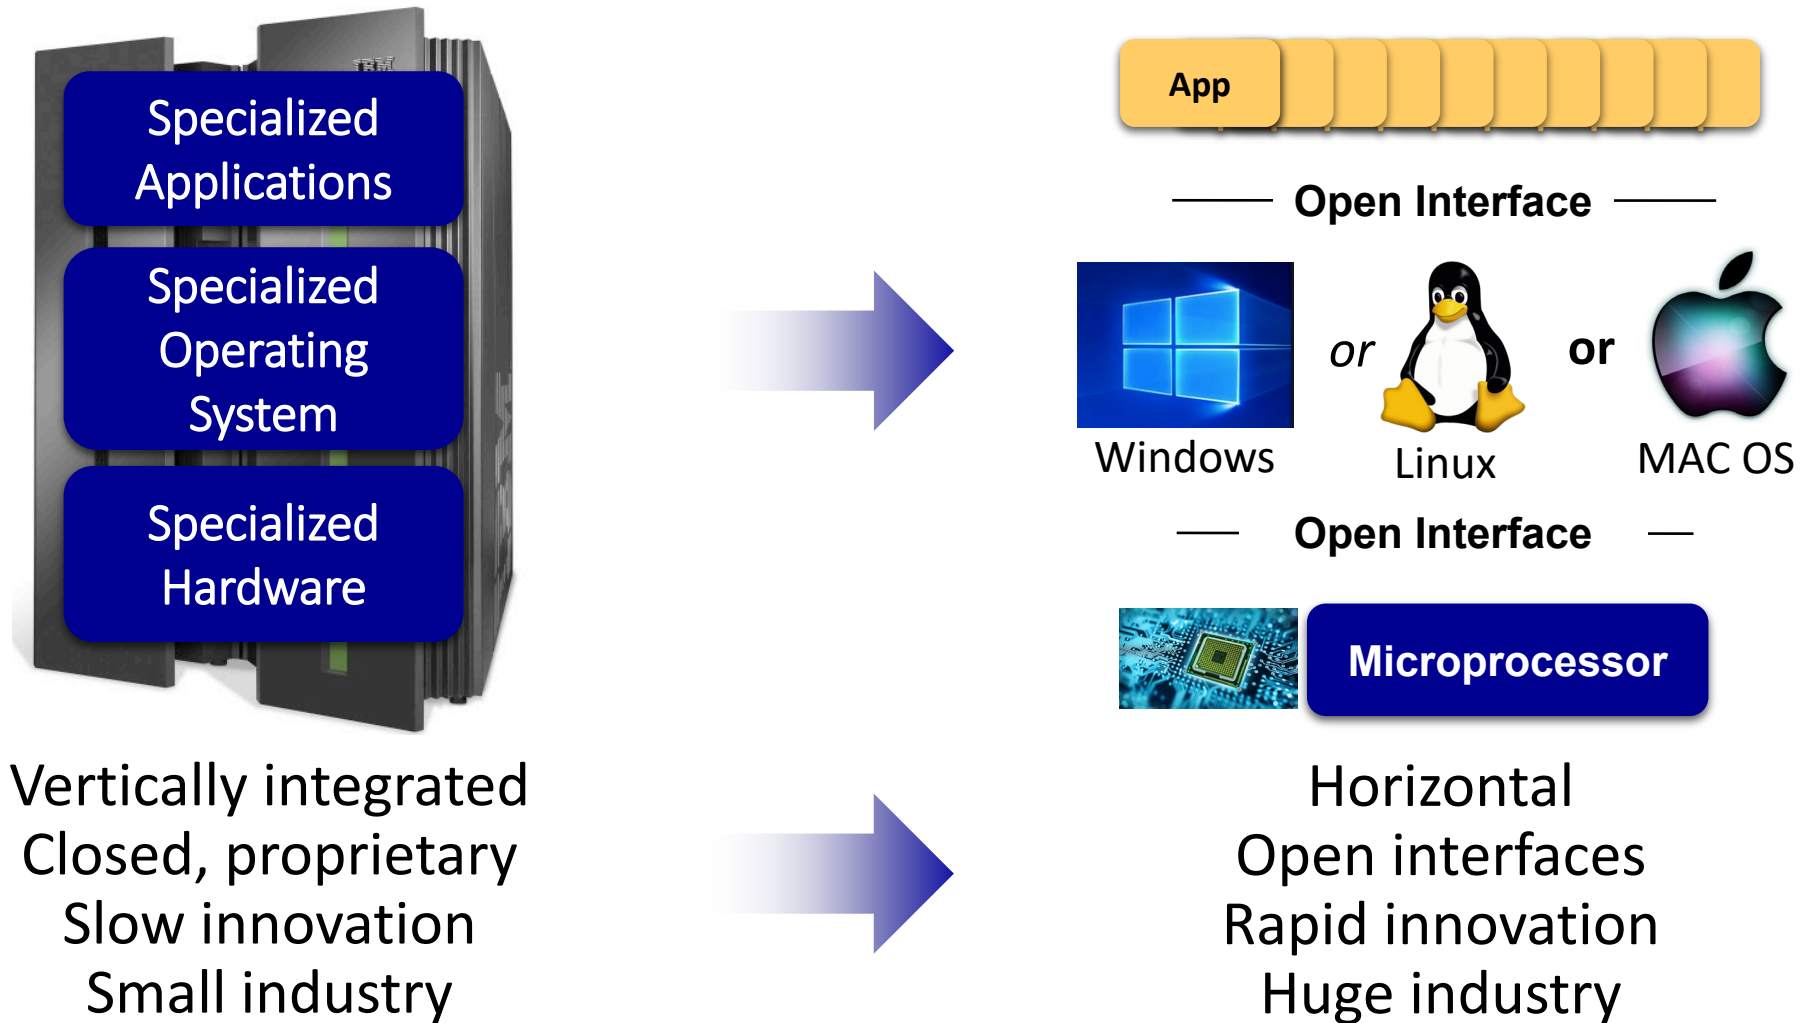 IBM
Specialized
Applications
Specialized
Operating
System
Specialized
Hardware
App
Open Interface
or
or
Windows
Linux
MAC OS
Open Interface
Microprocessor
Vertically integrated
Closed, proprietary
Slow innovation
Small industry
Horizontal
Open interfaces
Rapid innovation
Huge industry